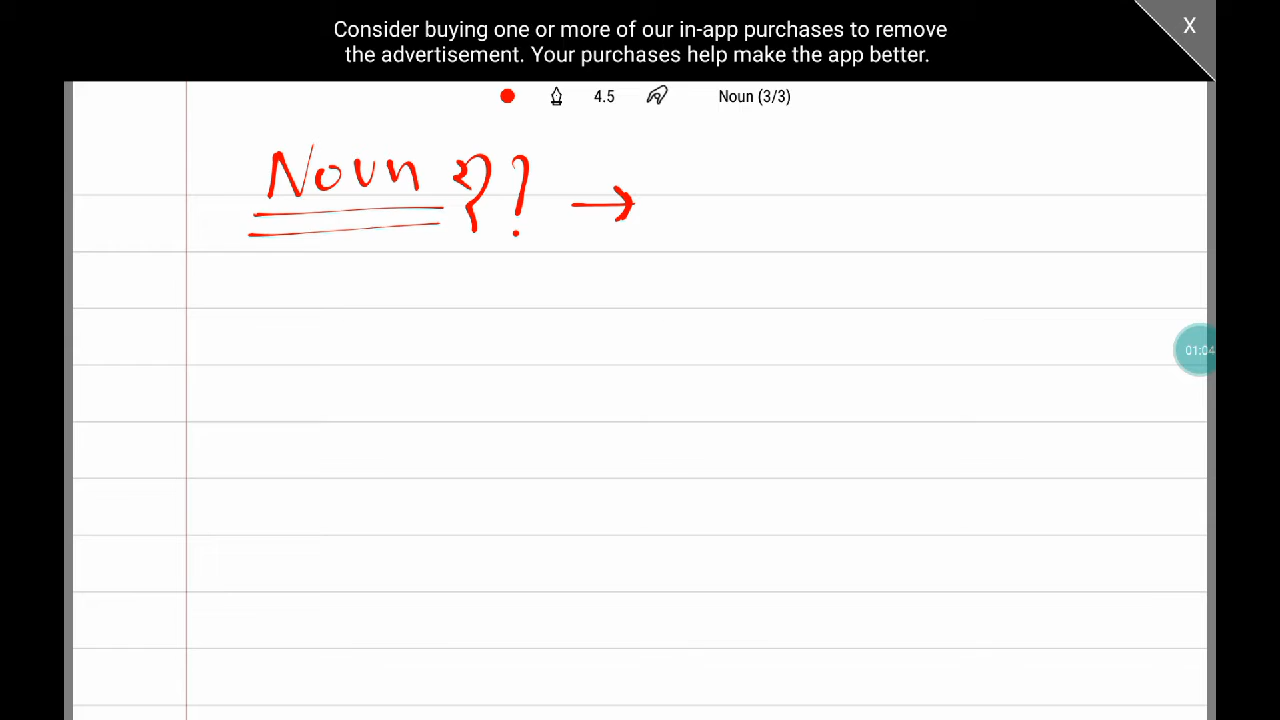 Consider buying one or more of our in-app purchases to remove
the advertisement. Your purchases help make the app better.
X
4.5 Noun (3/3)
Noun ?? →
01:04